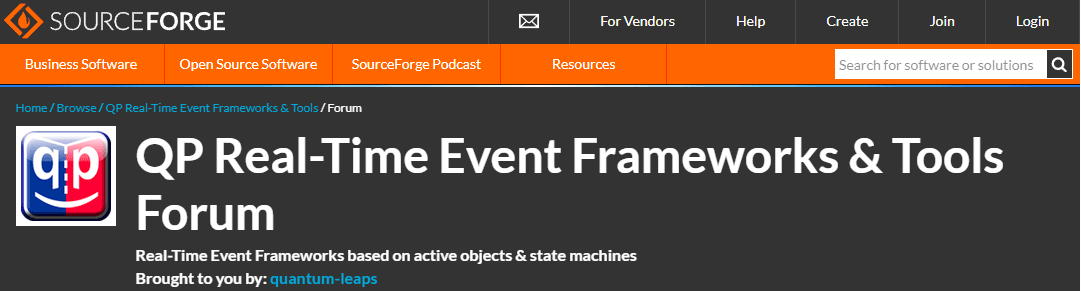 SOURCEFORGE
For Vendors
Help
Create
Join
Login
Business Software
Open Source Software
SourceForge Podcast
Resources
Search for software or solutions
Home / Browse / QP Real-Time Event Frameworks & Tools / Forum
qp
QP Real-Time Event Frameworks & Tools
Forum
Real-Time Event Frameworks based on active objects & state machines
Brought to you by: quantum-leaps